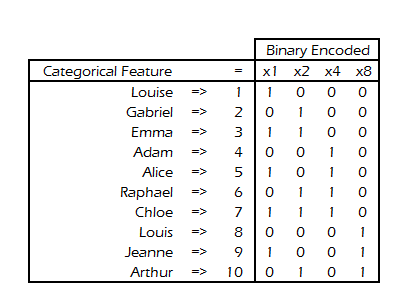 Binary Encoded
Categorical Feature = x1 x2 x4 x8
Louise => 1 1 0 0 0
Gabriel => 2 0 1 0 0
Emma => 3 1 1 0 0
Adam => 4 0 0 1 0
Alice => 5 1 0 1 0
Raphael => 6 0 1 1 0
Chloe => 7 1 1 1 0
Louis => 8 0 0 0 1
Jeanne => 9 1 0 0 1
Arthur => 10 0 1 0 1